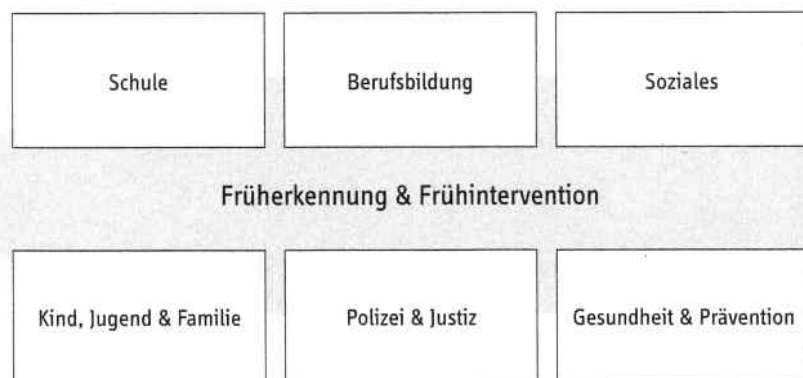 Schule
Berufsbildung
Soziales
Früherkennung & Frühintervention
Kind, Jugend & Familie
Polizei & Justiz
Gesundheit & Prävention